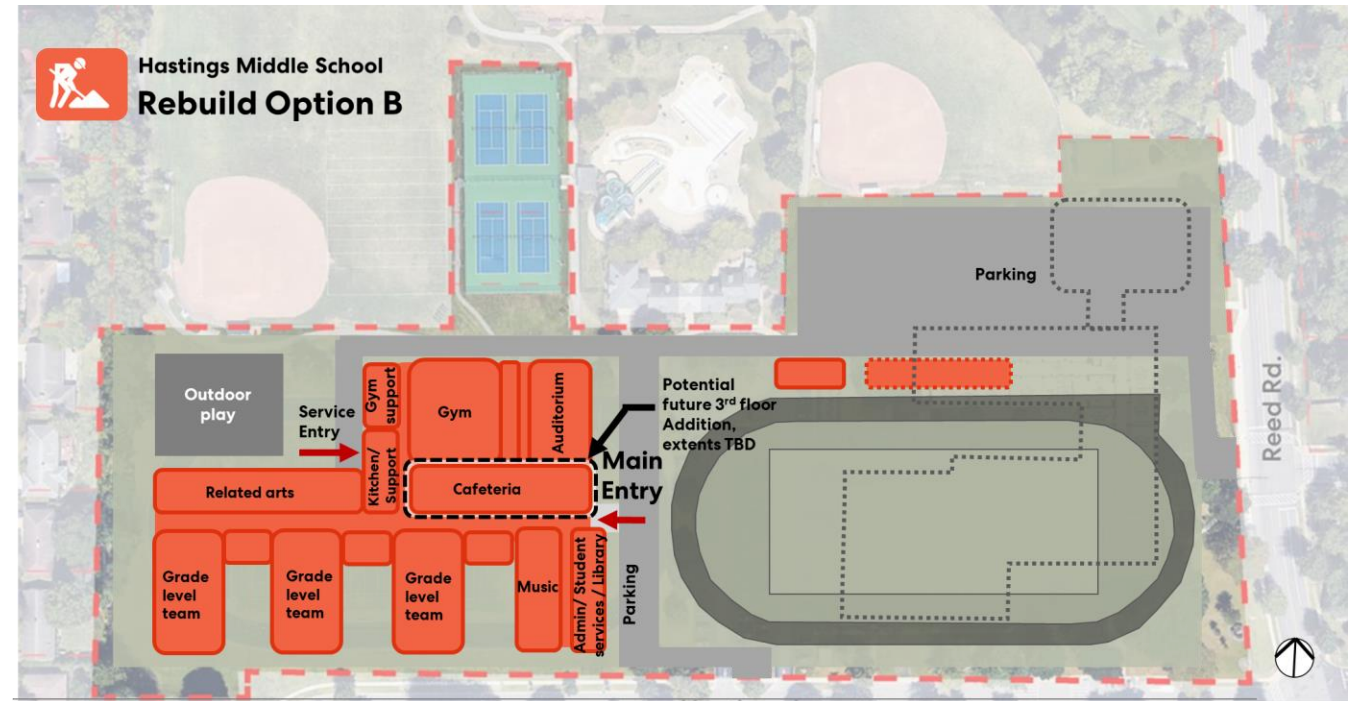 Hastings Middle School
Rebuild Option B
Parking
Outdoor
play
Service
Entry
Gym
support
Gym
Auditorium
Potential
future 3rd floor
Addition,
extents TBD
Reed Rd.
Kitchen/
Support
Main
Entry
Related arts
Cafeteria
Grade
level
team
Grade
level
team
Grade
level
team
Music
Admin/ Student
services / Library
Parking